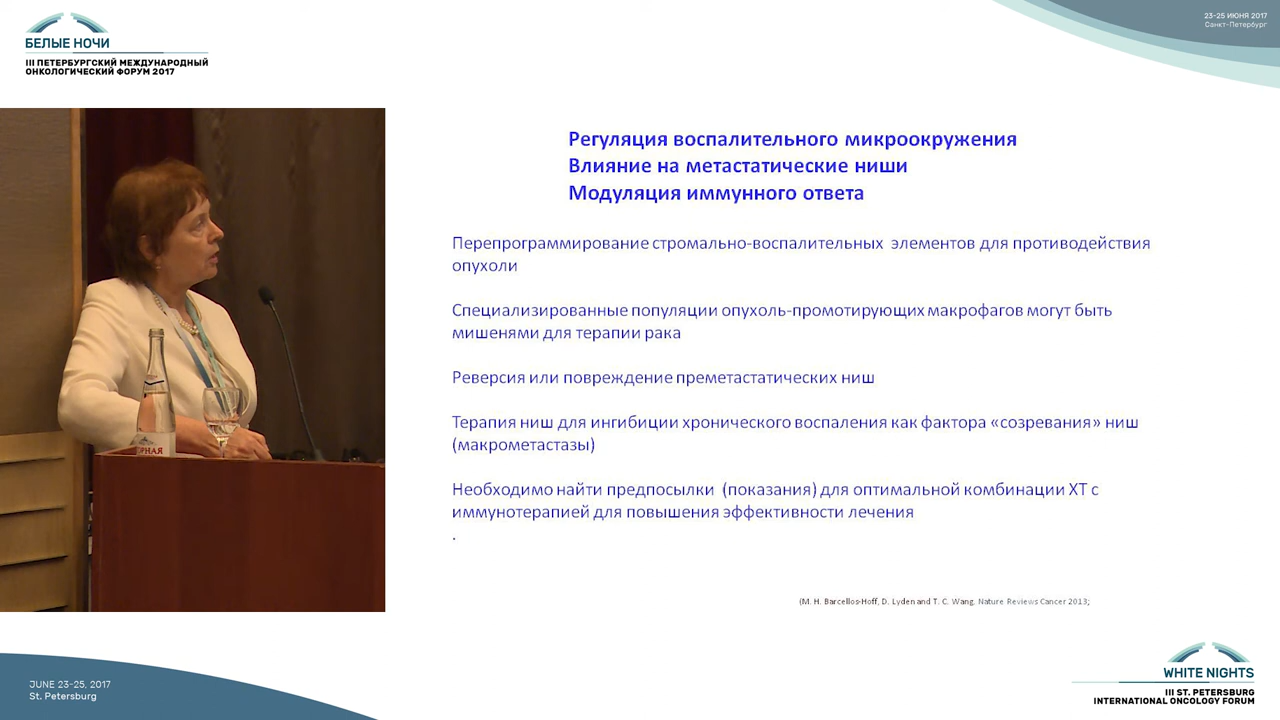 БЕЛЫЕ НОЧИ
III ПЕТЕРБУРГСКИЙ МЕЖДУНАРОДНЫЙ
ОНКОЛОГИЧЕСКИЙ ФОРУМ 2017
23-25 ИЮНЯ 2017
Санкт-Петербург
Регуляция воспалительного микроокружения
Влияние на метастатические ниши
Модуляция иммунного ответа
Перепрограммирование стромально-воспалительных элементов для противодействия
опухоли
Специализированные популяции опухоль-промотирующих макрофагов могут быть
мишенями для терапии рака
Реверсия или повреждение преметастатических ниш
Терапия ниш для ингибиции хронического воспаления как фактора «созревания» ниш
(макрометастазы)
Необходимо найти предпосылки (показания) для оптимальной комбинации ХТ с
иммунотерапией для повышения эффективности лечения
.
(M. H. Barcellos-Hoff, D. Lyden and T. C. Wang. Nature Reviews Cancer 2013;
JUNE 23-25, 2017
St. Petersburg
WHITE NIGHTS
III ST. PETERSBURG
INTERNATIONAL ONCOLOGY FORUM